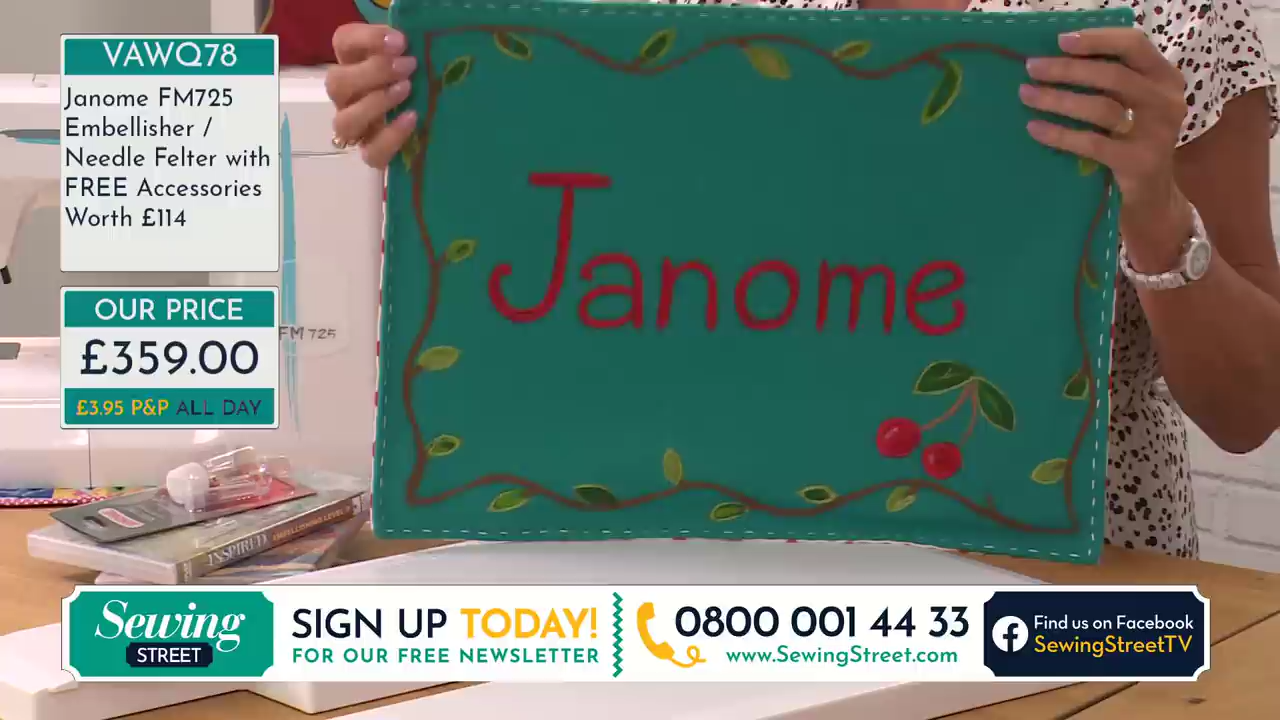 VAWQ78
Janome FM725
Embellisher /
Needle Felter with
FREE Accessories
Worth £114
OUR PRICE
£359.00
£3.95 P&P ALL DAY
FM 725
Janome
INSPIRED
Sewing
STREET
SIGN UP TODAY!
FOR OUR FREE NEWSLETTER
0800 001 44 33
www.SewingStreet.com
Find us on Facebook
SewingStreetTV